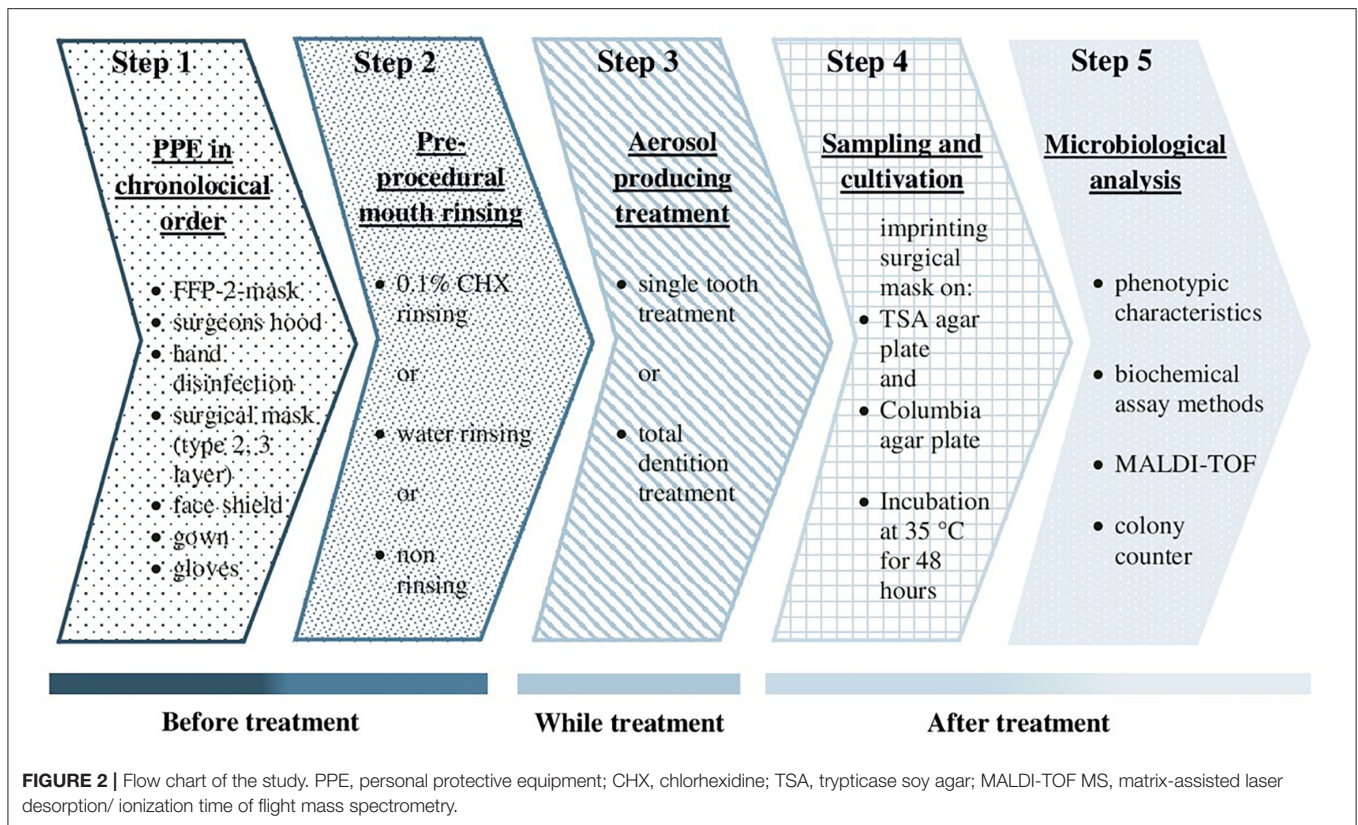 Step 1
PPE in
chronolocical
order
• FFP-2-mask
• surgeons hood
• hand
disinfection
• surgical mask
(type 2, 3
layer)
• face shield
• gown
• gloves
Step 2
Pre-
procedural
mouth rinsing
• 0.1% CHX
rinsing
or
• water rinsing
or
• non
rinsing
Step 3
Aerosol
producing
treatment
• single tooth
treatment
or
• total
dentition
treatment
Step 4
Sampling and
cultivation
imprinting
surgical
mask on:
• TSA agar
plate
and
• Columbia
agar plate
• Incubation
at 35 °C
for 48
hours
Step 5
Microbiological
analysis
• phenotypic
characteristics
• biochemical
assay methods
• MALDI-TOF
• colony
counter
Before treatment
While treatment
After treatment
FIGURE 2 | Flow chart of the study. PPE, personal protective equipment; CHX, chlorhexidine; TSA, trypticase soy agar; MALDI-TOF MS, matrix-assisted laser
desorption/ ionization time of flight mass spectrometry.